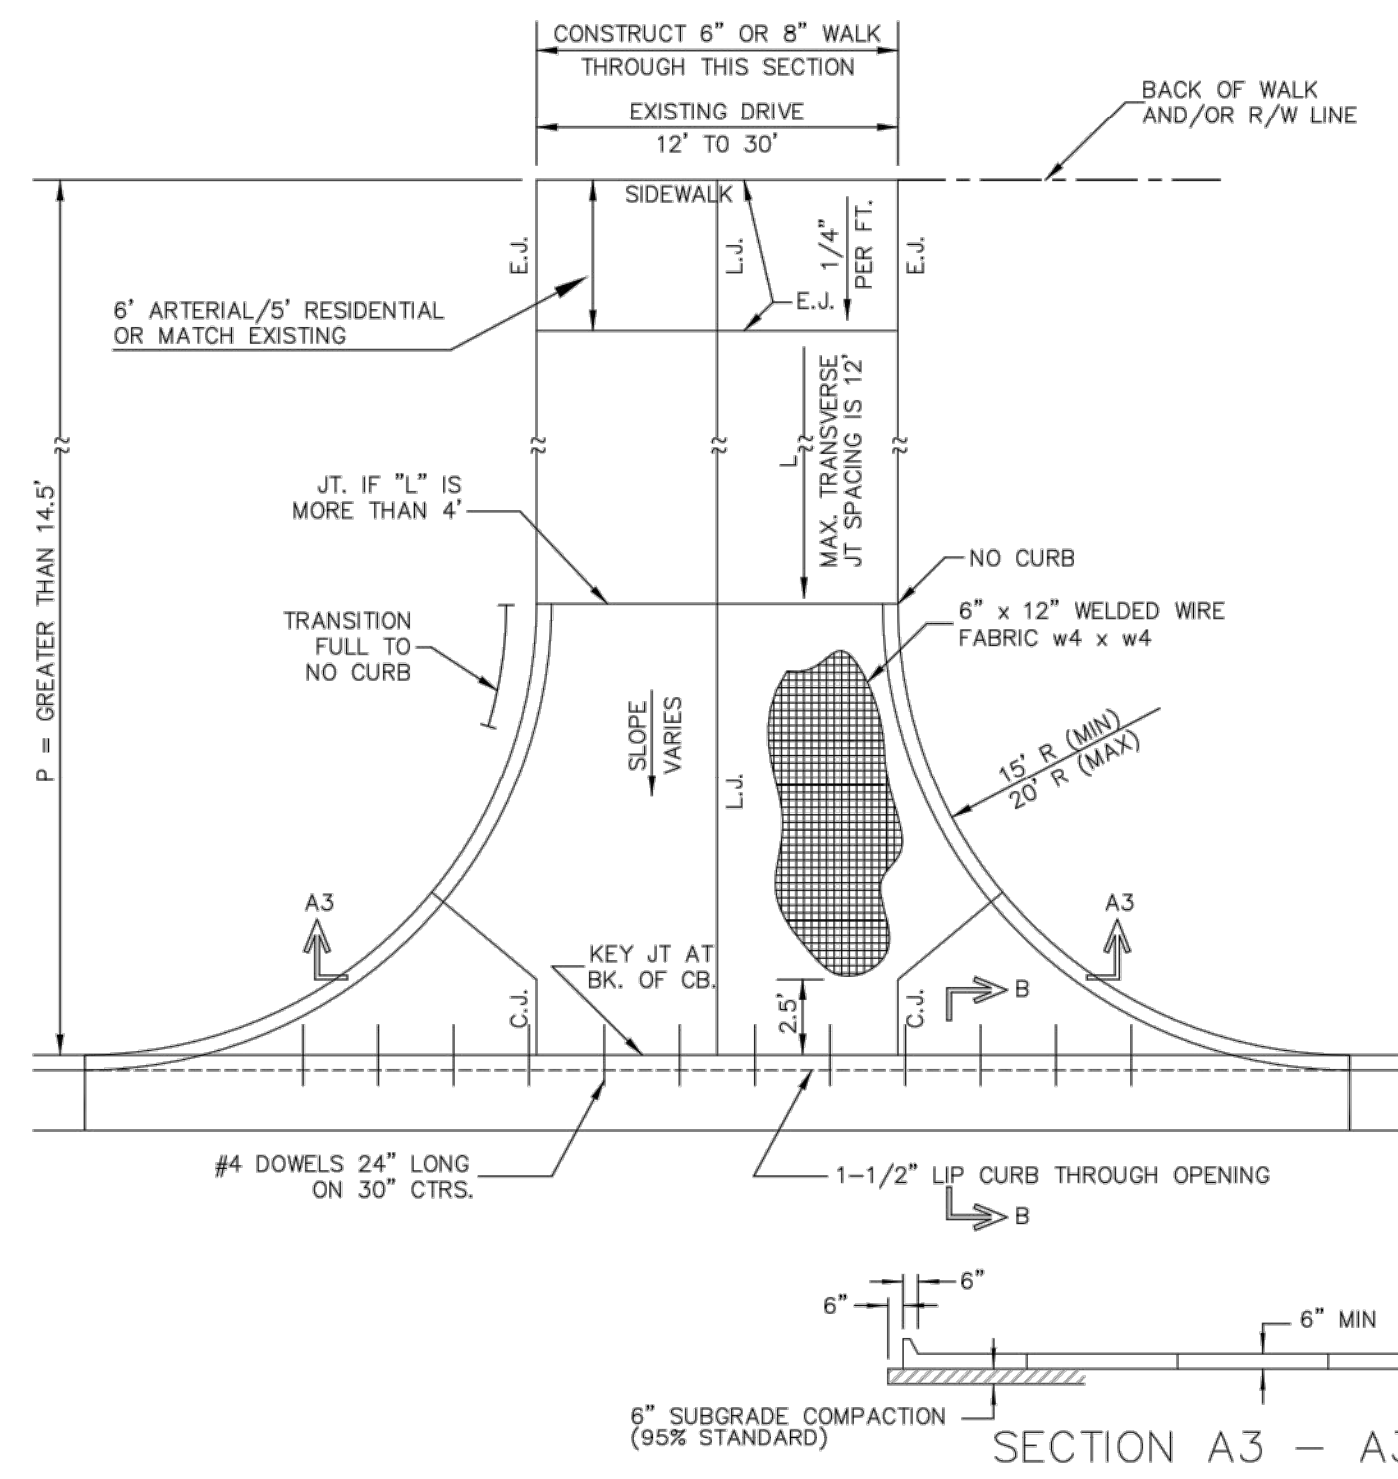 CONSTRUCT 6” OR 8” WALK
THROUGH THIS SECTION
EXISTING DRIVE
12’ TO 30’
BACK OF WALK
AND/OR R/W LINE
SIDEWALK
E.J.
L.J.
1/4”
PER FT.
E.J.
E.J.
6’ ARTERIAL/5’ RESIDENTIAL
OR MATCH EXISTING
L
MAX. TRANSVERSE
JT SPACING IS 12’
P = GREATER THAN 14.5’
JT. IF ”L” IS
MORE THAN 4’
NO CURB
6” x 12” WELDED WIRE
FABRIC w4 x w4
TRANSITION
FULL TO
NO CURB
SLOPE
VARIES
L.J.
15’ R (MIN)
20’ R (MAX)
A3
A3
KEY JT AT
BK. OF CB.
C.J.
2.5’
C.J.
B
#4 DOWELS 24” LONG
ON 30” CTRS.
1–1/2” LIP CURB THROUGH OPENING
B
6”
6”
6” MIN
6” SUBGRADE COMPACTION
(95% STANDARD)
SECTION A3 – A3